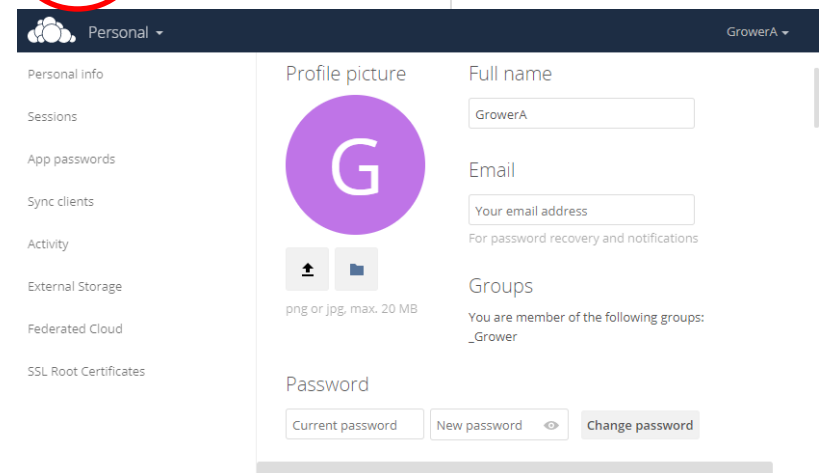 Personal
GrowerA
Personal info
Sessions
App passwords
Sync clients
Activity
External Storage
Federated Cloud
SSL Root Certificates
Profile picture
G
png or jpg, max. 20 MB
Full name
GrowerA
Email
Your email address
For password recovery and notifications
Groups
You are member of the following groups:
_Grower
Password
Current password
New password
Change password